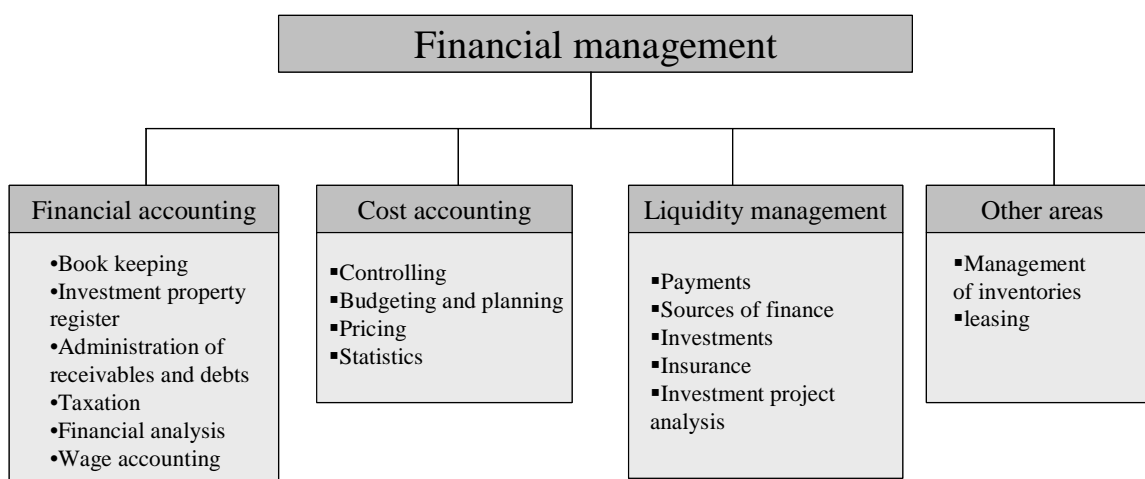 Financial management
Financial accounting
•Book keeping
•Investment property
register
•Administration of
receivables and debts
•Taxation
•Financial analysis
•Wage accounting
Cost accounting
▪Controlling
▪Budgeting and planning
▪Pricing
▪Statistics
Liquidity management
▪Payments
▪Sources of finance
▪Investments
▪Insurance
▪Investment project
analysis
Other areas
▪Management
of inventories
▪leasing